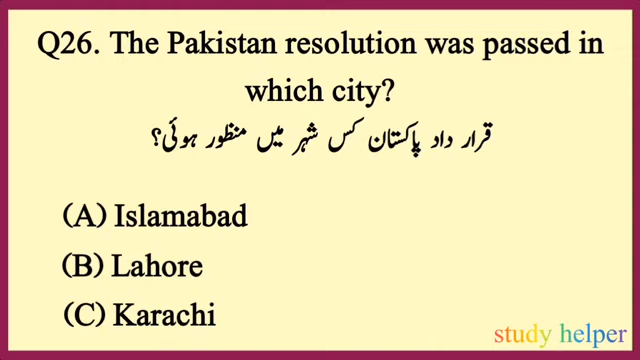 Q26. The Pakistan resolution was passed in
which city?
قرار داد پاکستان کس شہر میں منظور ہوئی؟
(A) Islamabad
(B) Lahore
(C) Karachi
study helper